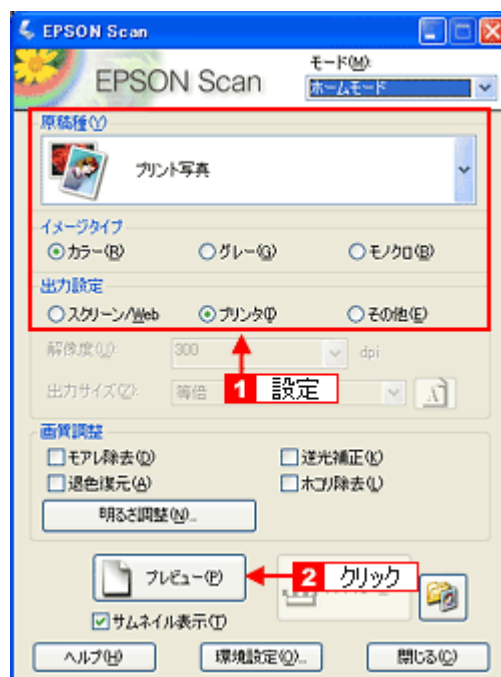 EPSON Scan
EPSON Scan
モード(M):
ホームモード
原稿種(Y)
プリント写真
イメージタイプ
カラー(R) グレー(G) モノクロ(B)
出力設定
スクリーン/Web プリンタ(I) その他(E)
解像度(U): 300 dpi
出力サイズ(Z): 等倍
1 設定
画質調整
モアレ除去(D) 逆光補正(K)
退色復元(A) ホコリ除去(L)
明るさ調整(N)...
プレビュー(P)
2 クリック
サムネイル表示(T)
ヘルプ(H) 環境設定(O)... 閉じる(C)